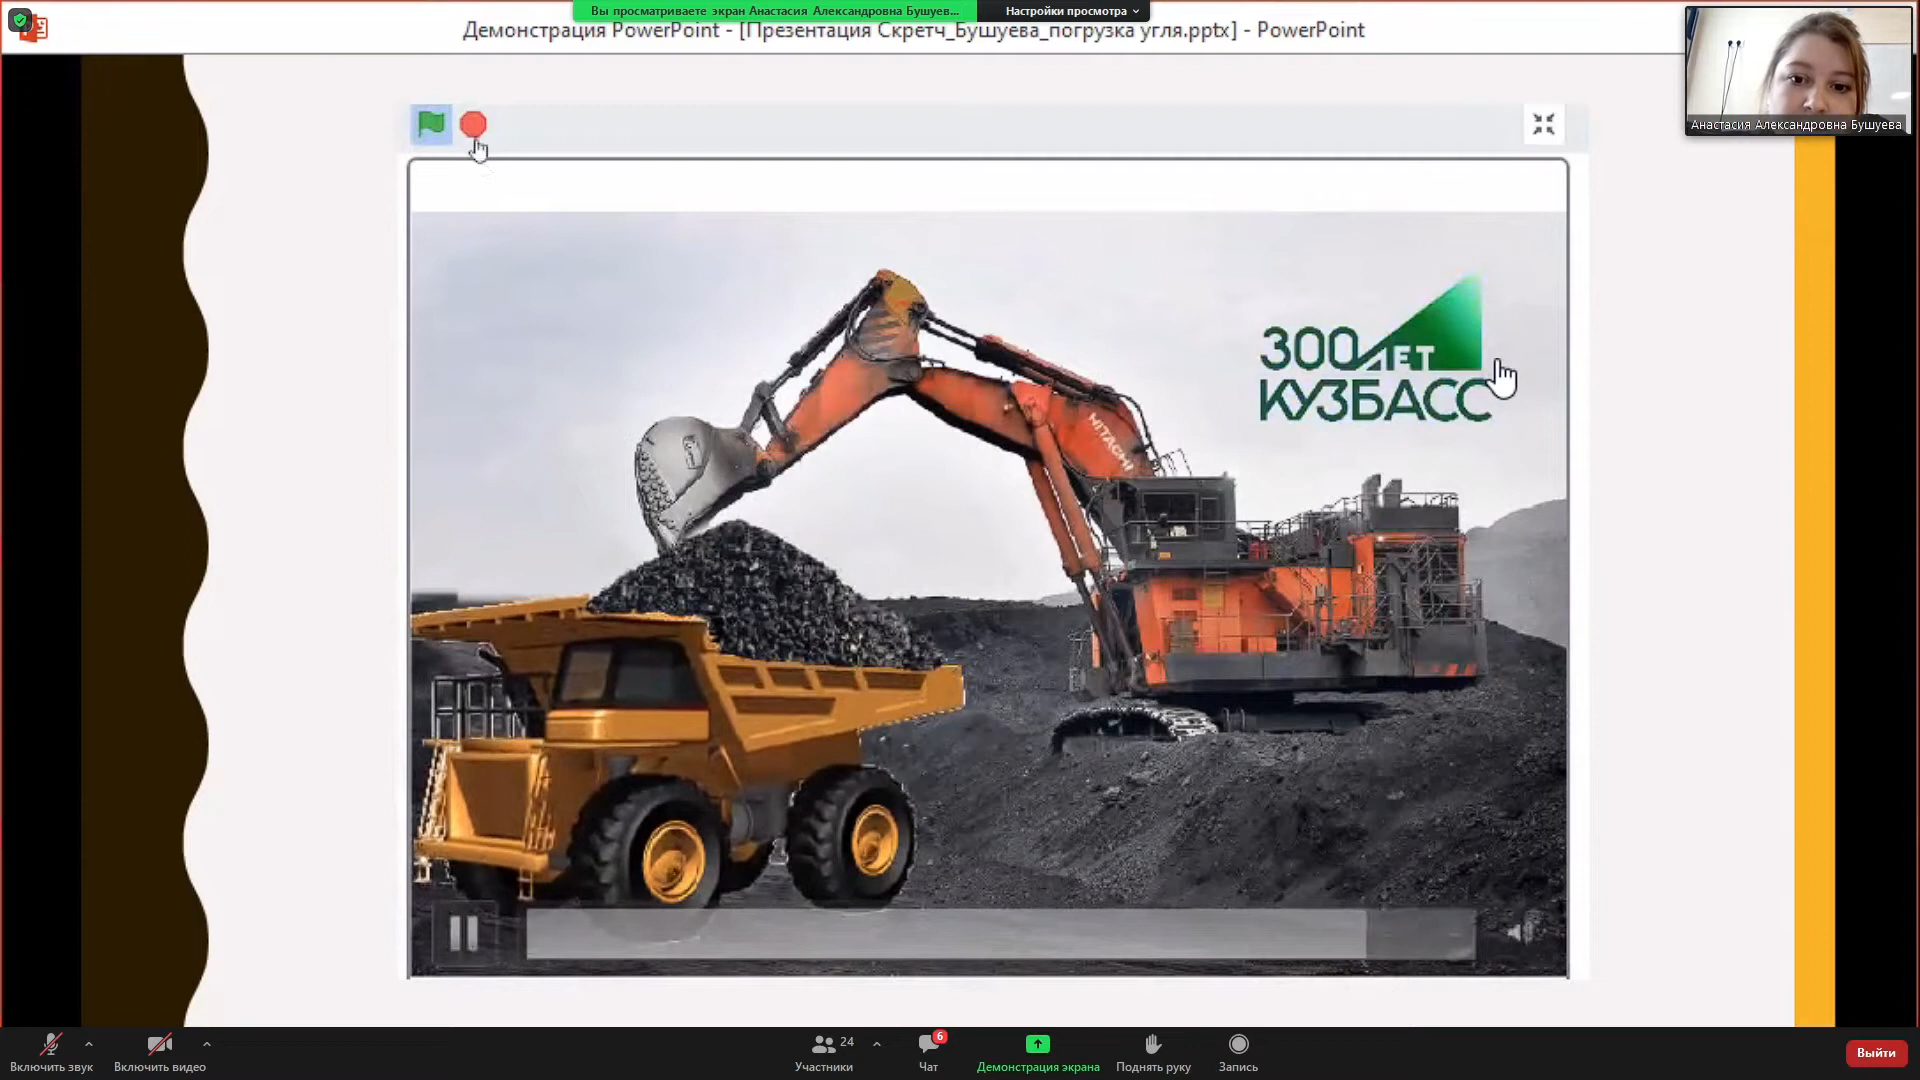 Вы просматриваете экран Анастасия Александровна Бушуев...
Настройки просмотра
Демонстрация PowerPoint - [Презентация Скретч_Бушуева_погрузка угля.pptx] - PowerPoint
Анастасия Александровна Бушуева
300 ЛЕТ
КУЗБАСС
HITACHI
24
6
Включить звук
Включить видео
Участники
Чат
Демонстрация экрана
Поднять руку
Запись
Выйти